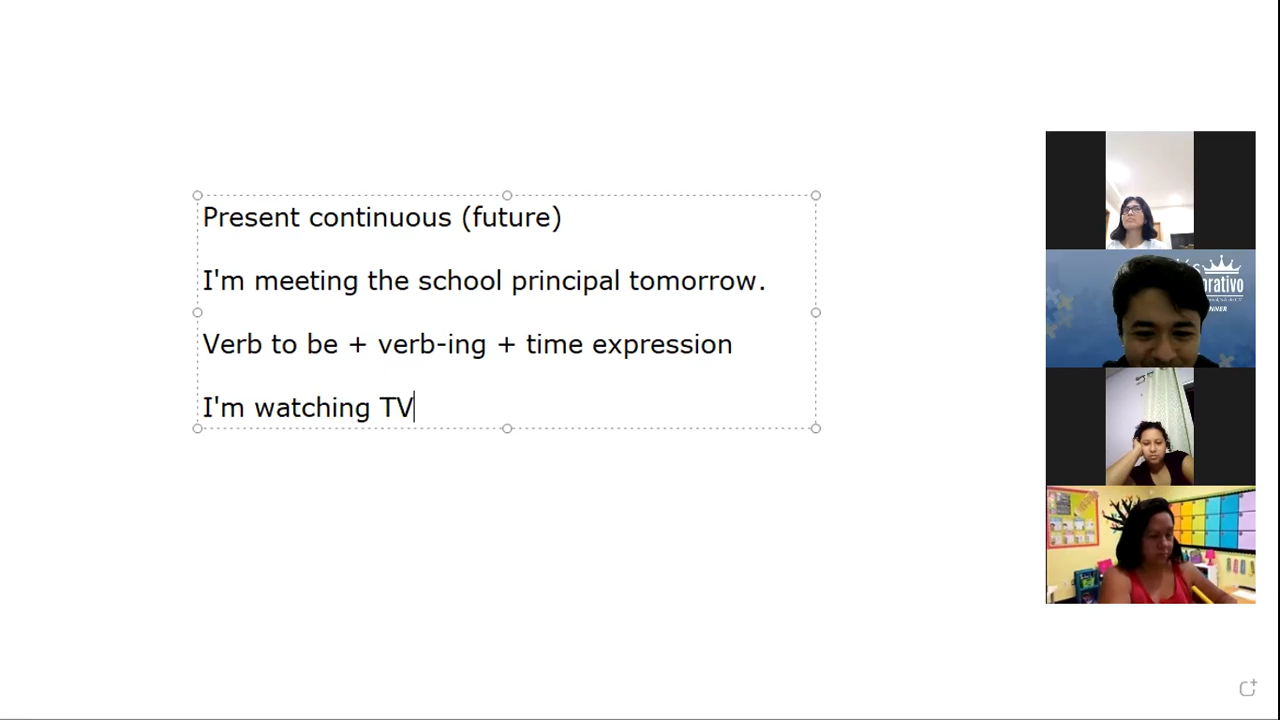 Present continuous (future)
I'm meeting the school principal tomorrow.
Verb to be + verb-ing + time expression
I'm watching TV